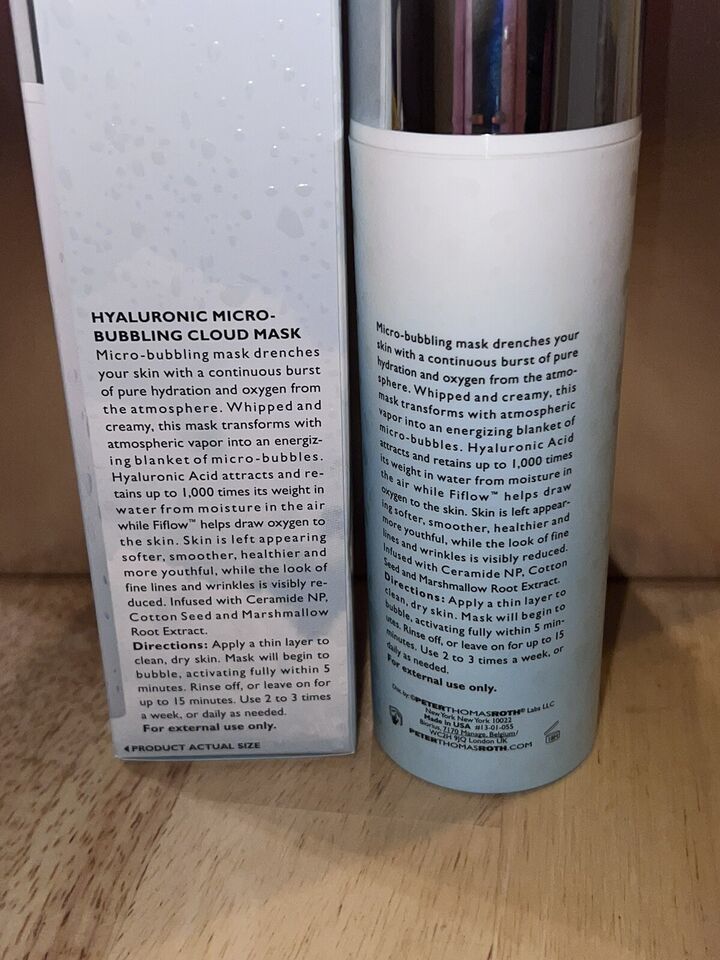 HYALURONIC MICRO-
BUBBLING CLOUD MASK
Micro-bubbling mask drenches
your skin with a continuous burst
of pure hydration and oxygen from
the atmosphere. Whipped and
creamy, this mask transforms with
atmospheric vapor into an energiz-
ing blanket of micro-bubbles.
Hyaluronic Acid attracts and re-
tains up to 1,000 times its weight in
water from moisture in the air
while Fiflow™ helps draw oxygen to
the skin. Skin is left appearing
softer, smoother, healthier and
more youthful, while the look of
fine lines and wrinkles is visibly re-
duced. Infused with Ceramide NP,
Cotton Seed and Marshmallow
Root Extract.
Directions: Apply a thin layer to
clean, dry skin. Mask will begin to
bubble, activating fully within 5
minutes. Rinse off, or leave on for
up to 15 minutes. Use 2 to 3 times
a week, or daily as needed.
For external use only.
PRODUCT ACTUAL SIZE
Micro-bubbling mask drenches your
skin with a continuous burst of pure
hydration and oxygen from the atmo-
sphere. Whipped and creamy, this
mask transforms with atmospheric
vapor into an energizing blanket of
micro-bubbles. Hyaluronic Acid
attracts and retains up to 1,000 times
its weight in water from moisture in
the air while Fiflow™ helps draw
oxygen to the skin. Skin is left appear-
ing softer, smoother, healthier and
more youthful, while the look of fine
lines and wrinkles is visibly reduced.
Infused with Ceramide NP, Cotton
Seed and Marshmallow Root Extract.
Directions: Apply a thin layer to
clean, dry skin. Mask will begin to
bubble, activating fully within 5 min-
utes. Rinse off, or leave on for up to 15
minutes. Use 2 to 3 times a week, or
daily as needed.
For external use only.
Dist. by: ©PETERTHOMASROTH® Labs LLC
New York New York 10022
Made in USA #13-01-055
Borlus, 7170 Manage, Belgium/
WC2H 9JQ London UK
PETERTHOMASROTH.COM